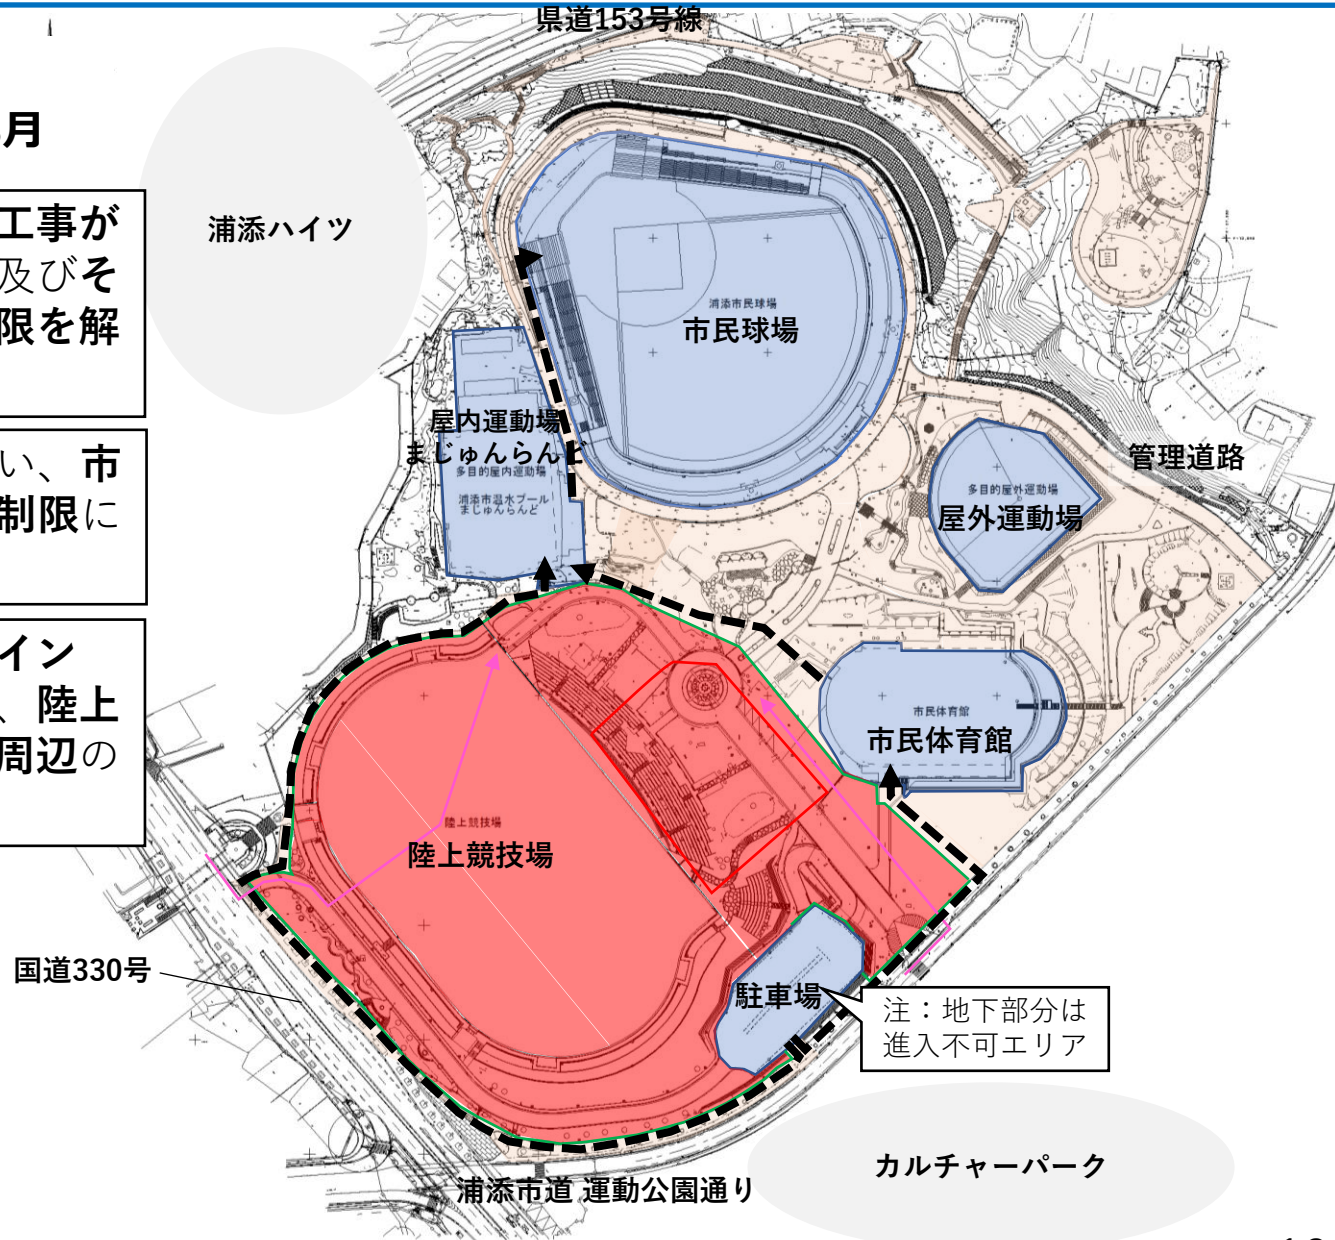 県道153号線
月
浦添ハイツ
工事が
及びそ
限を解
い、市
制限に
イン
、陸上
周辺の
浦添市民球場
市民球場
屋内運動場
まじゅんらんど
多目的屋内運動場
浦添市温水プール
まじゅんらんど
管理道路
多目的屋外運動場
屋外運動場
市民体育館
市民体育館
陸上競技場
陸上競技場
国道330号
駐車場
注：地下部分は
進入不可エリア
カルチャーパーク
浦添市道 運動公園通り